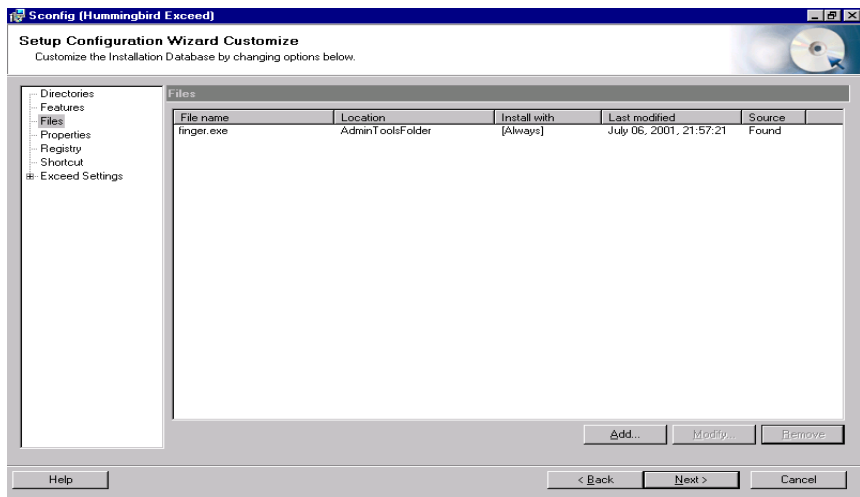 Sconfig (Hummingbird Exceed)
Setup Configuration Wizard Customize
Customize the Installation Database by changing options below.
Directories
Features
Files
Properties
Registry
Shortcut
Exceed Settings
Files
File name Location Install with Last modified Source
finger.exe AdminToolsFolder [Always] July 06, 2001, 21:57:21 Found
Add... Modify... Remove
Help < Back Next > Cancel